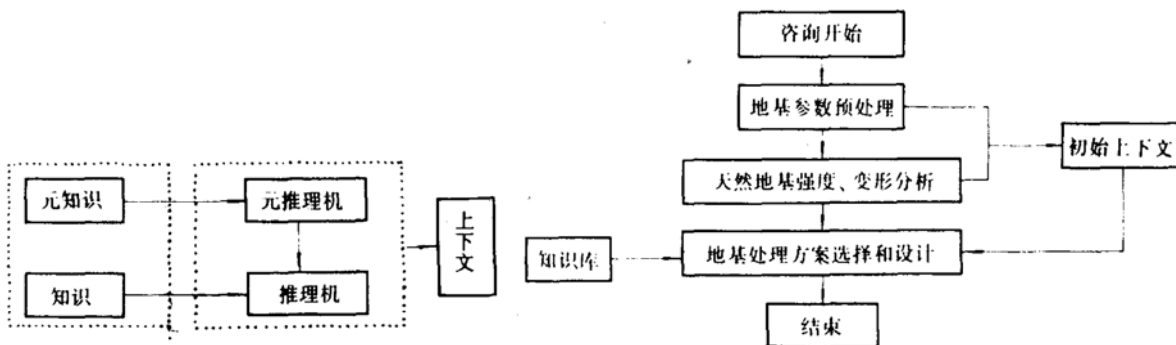 元知识
元推理机
知识
推理机
上下文
咨询开始
地基参数预处理
初始上下文
天然地基强度、变形分析
知识库
地基处理方案选择和设计
结束